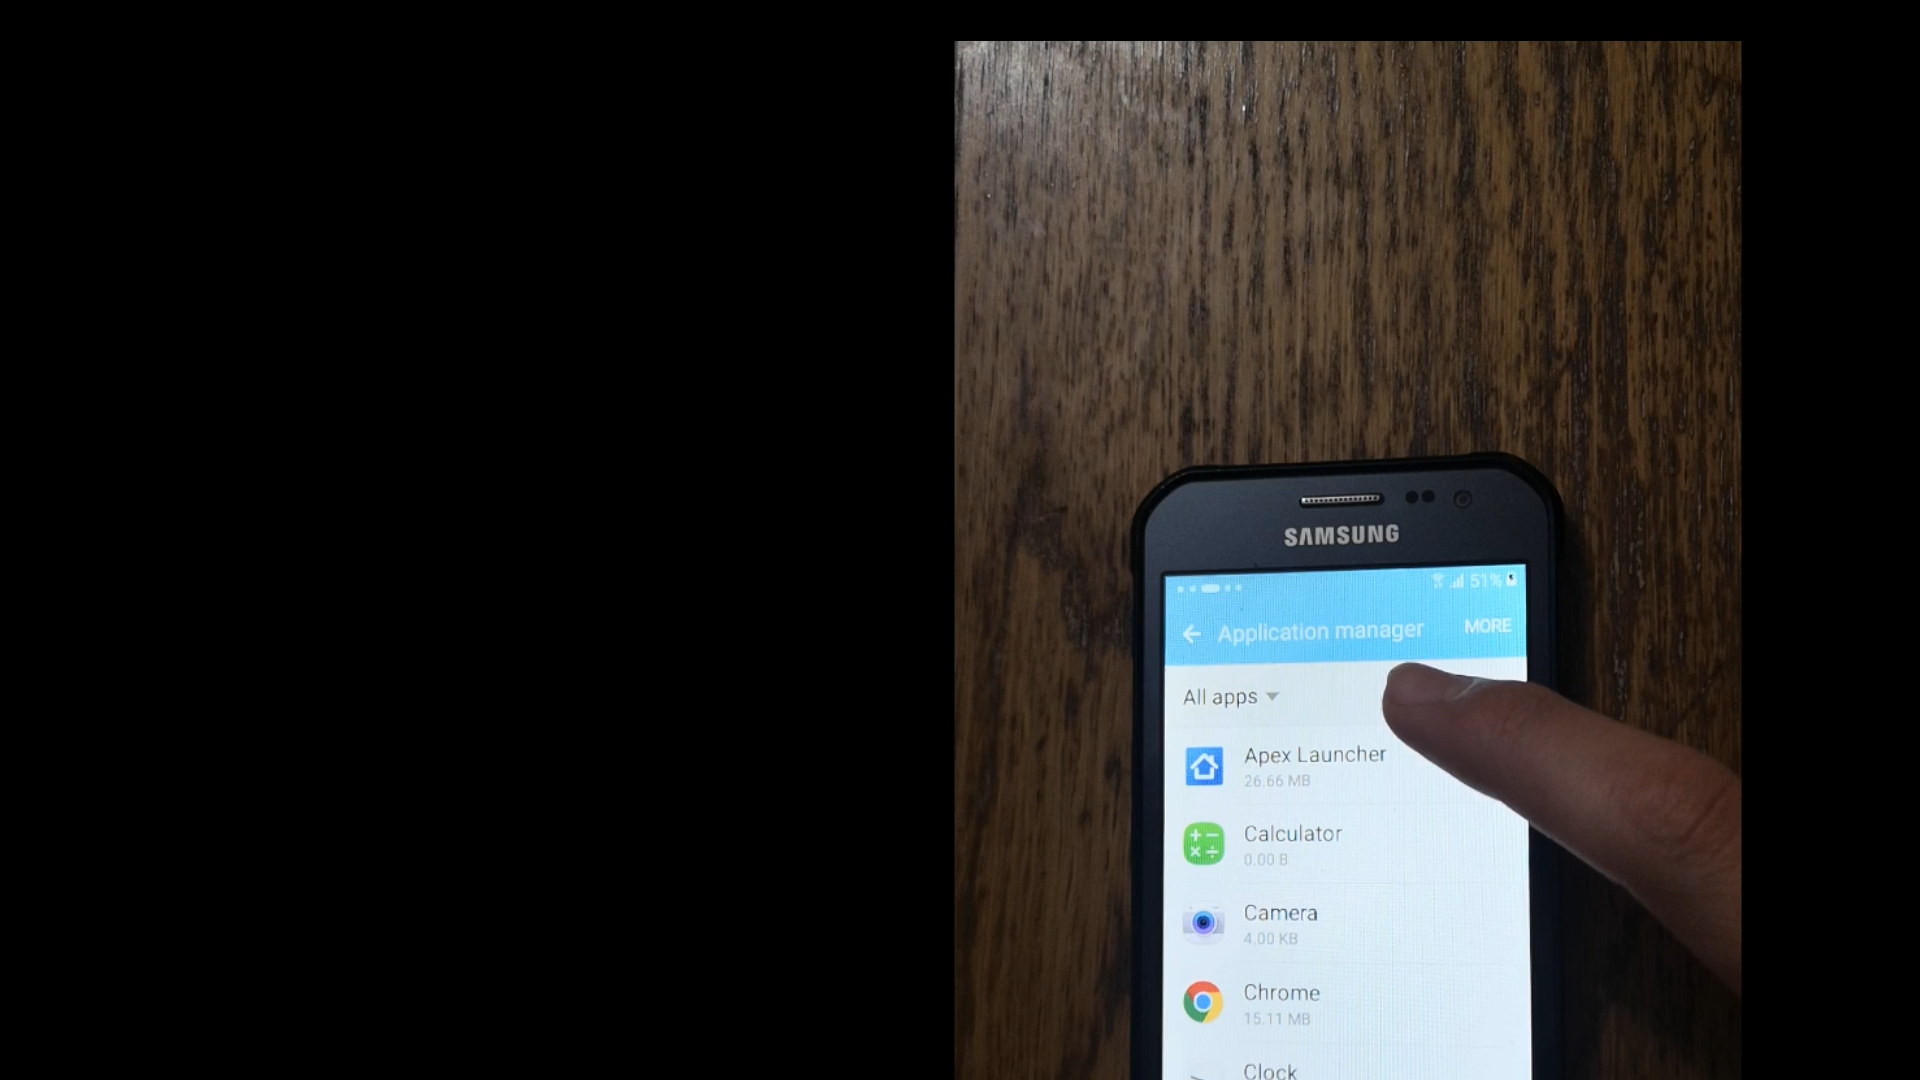 SAMSUNG
51%
Application manager MORE
All apps
Apex Launcher
26.66 MB
Calculator
0.00 B
Camera
4.00 KB
Chrome
15.11 MB
Clock